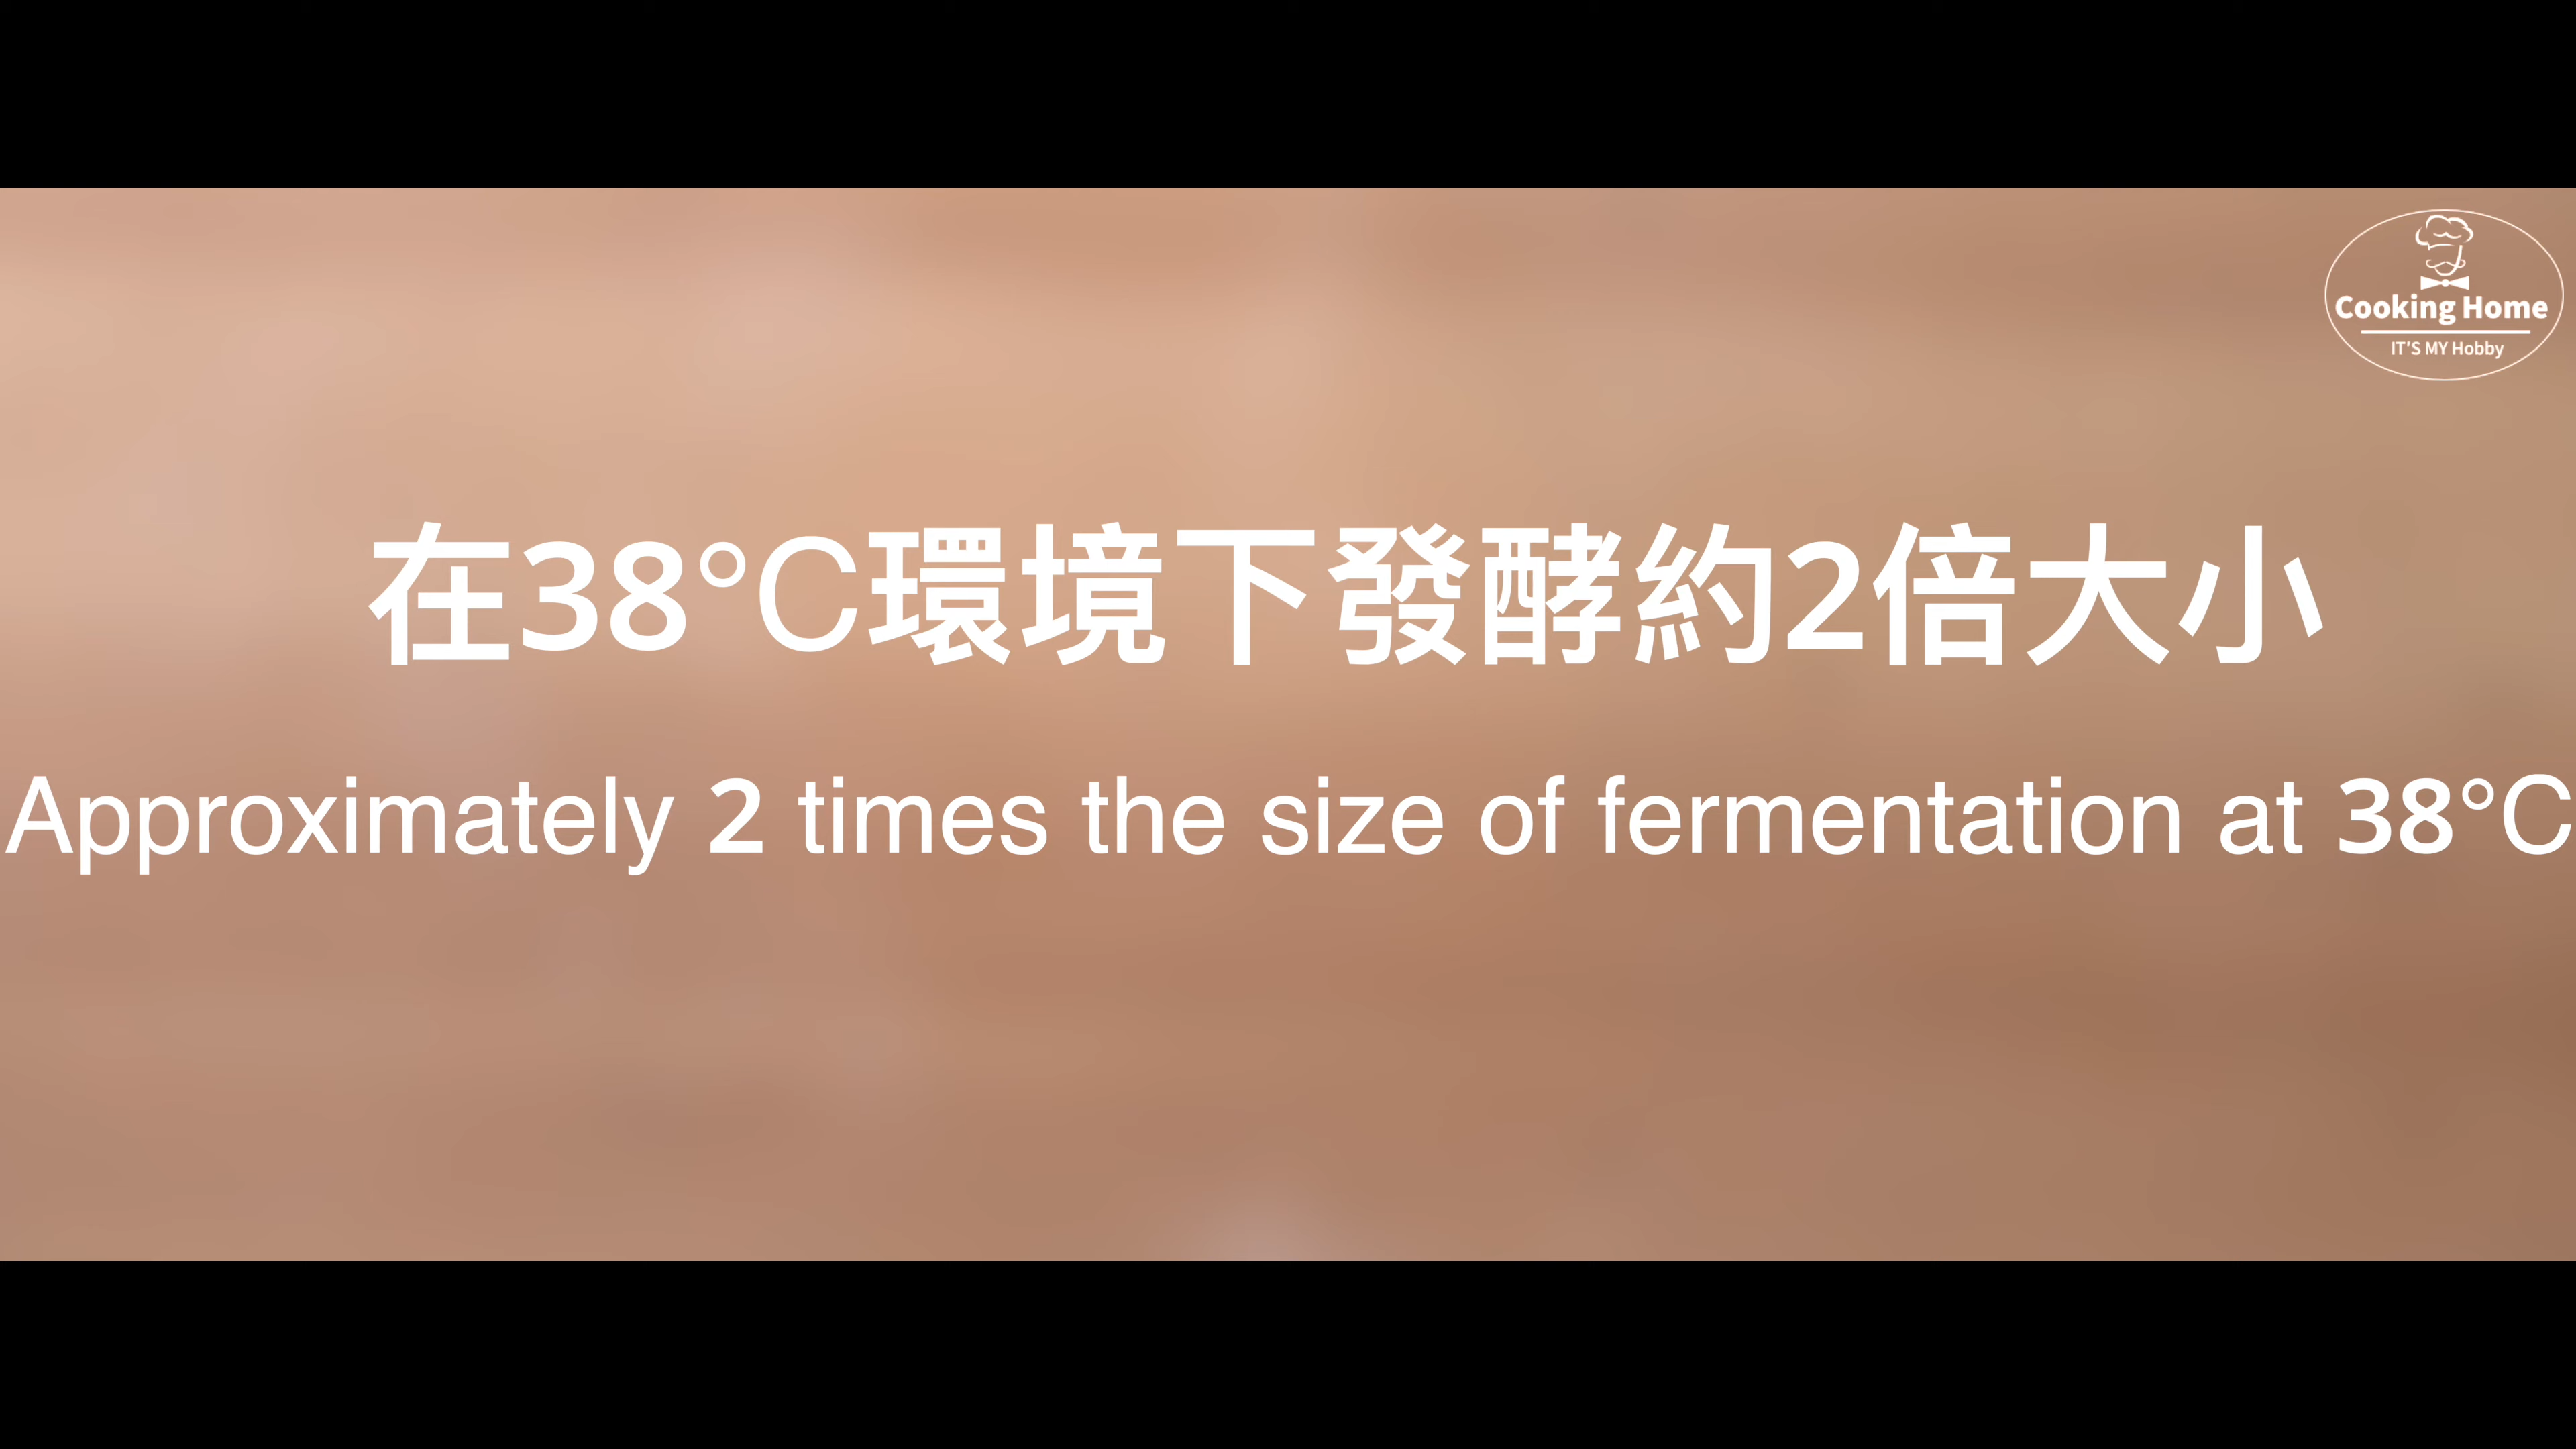 Cooking Home
IT'S MY Hobby
在38°C環境下發酵約2倍大小
Approximately 2 times the size of fermentation at 38°C